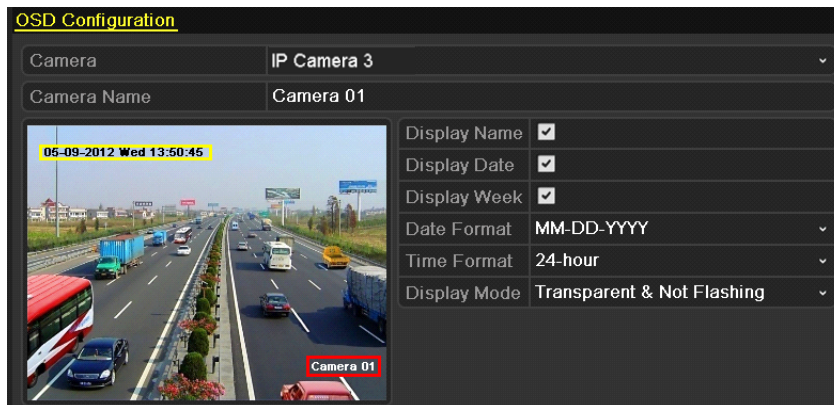 OSD Configuration
Camera IP Camera 3
Camera Name Camera 01
05-09-2012 Wed 13:50:45
Camera 01
Display Name
Display Date
Display Week
Date Format MM-DD-YYYY
Time Format 24-hour
Display Mode Transparent & Not Flashing